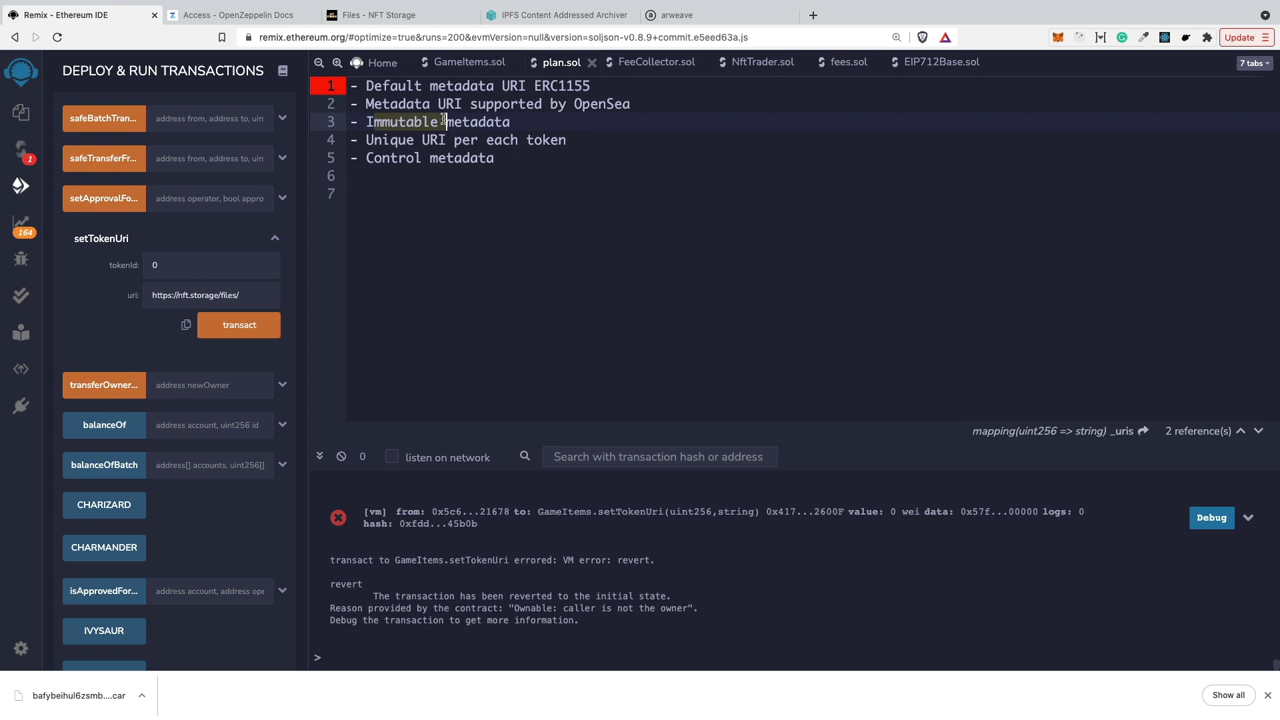 Remix - Ethereum IDE
Access - OpenZeppelin Docs
Files - NFT Storage
IPFS Content Addressed Archiver
arweave
remix.ethereum.org/#optimize=true&runs=200&evmVersion=null&version=soljson-v0.8.9+commit.e5eed63a.js
Update
DEPLOY & RUN TRANSACTIONS
Home
GameItems.sol
plan.sol
FeeCollector.sol
NftTrader.sol
fees.sol
EIP712Base.sol
7 tabs
1 - Default metadata URI ERC1155
2 - Metadata URI supported by OpenSea
3 - Immutable metadata
4 - Unique URI per each token
5 - Control metadata
6
7
1
164
safeBatchTran... address from, address to, uin
safeTransferFr... address from, address to, uin
setApprovalFo... address operator, bool appro
setTokenUri
tokenId: 0
uri: https://nft.storage/files/
transact
transferOwner... address newOwner
balanceOf address account, uint256 id
balanceOfBatch address[] accounts, uint256[]
CHARIZARD
CHARMANDER
isApprovedFor... address account, address ope
IVYSAUR
mapping(uint256 => string) _uris 2 reference(s)
0 listen on network Search with transaction hash or address
[vm] from: 0x5c6...21678 to: GameItems.setTokenUri(uint256,string) 0x417...2600F value: 0 wei data: 0x57f...00000 logs: 0
hash: 0xfdd...45b0b
Debug
transact to GameItems.setTokenUri errored: VM error: revert.
revert
The transaction has been reverted to the initial state.
Reason provided by the contract: "Ownable: caller is not the owner".
Debug the transaction to get more information.
>
bafybeihul6zsmb....car
Show all